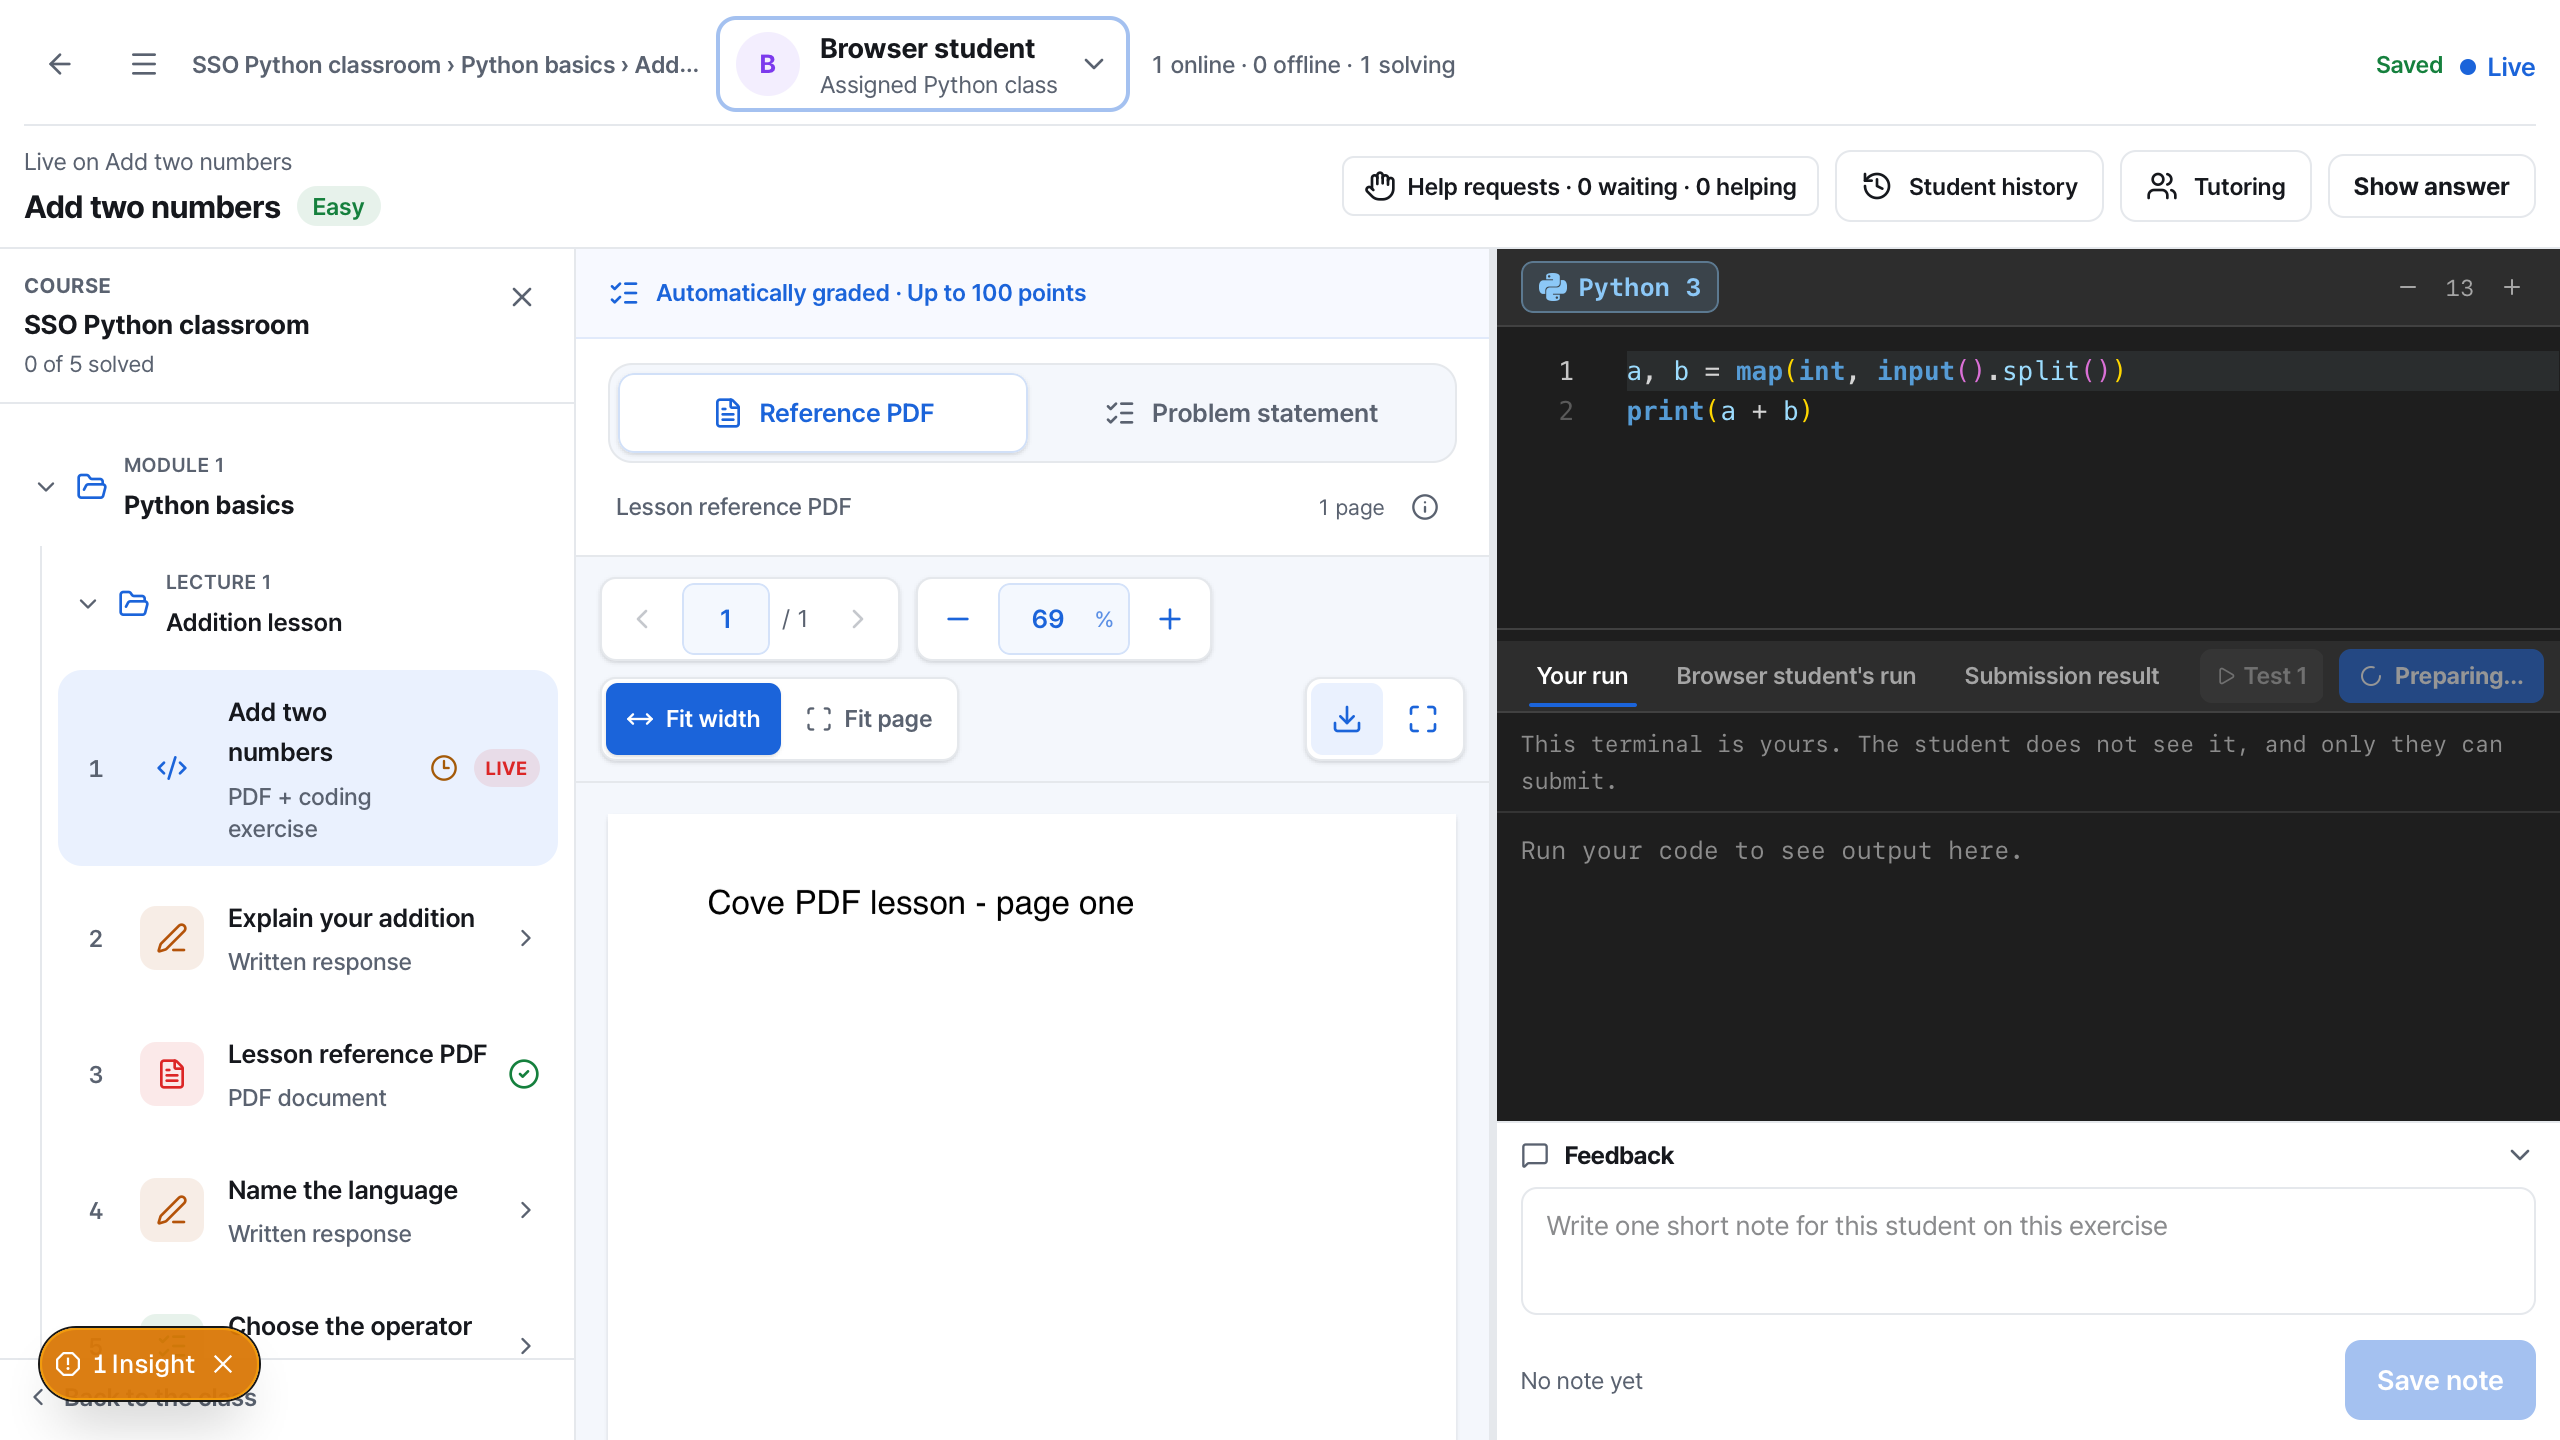 SSO Python classroom › Python basics › Add...
B
Browser student
Assigned Python class
1 online · 0 offline · 1 solving
Saved
Live
Live on Add two numbers
Add two numbers
Easy
Help requests · 0 waiting · 0 helping
Student history
Tutoring
Show answer
COURSE
SSO Python classroom
0 of 5 solved
MODULE 1
Python basics
LECTURE 1
Addition lesson
1
Add two
numbers
PDF + coding
exercise
LIVE
2
Explain your addition
Written response
3
Lesson reference PDF
PDF document
4
Name the language
Written response
5
Choose the operator
1 Insight
Back to the class
Automatically graded · Up to 100 points
Reference PDF
Problem statement
Lesson reference PDF
1 page
1
/ 1
69
%
Fit width
Fit page
Cove PDF lesson - page one
Python 3
13
1
a, b = map(int, input().split())
2
print(a + b)
Your run
Browser student's run
Submission result
Test 1
Preparing...
This terminal is yours. The student does not see it, and only they can
submit.
Run your code to see output here.
Feedback
Write one short note for this student on this exercise
No note yet
Save note